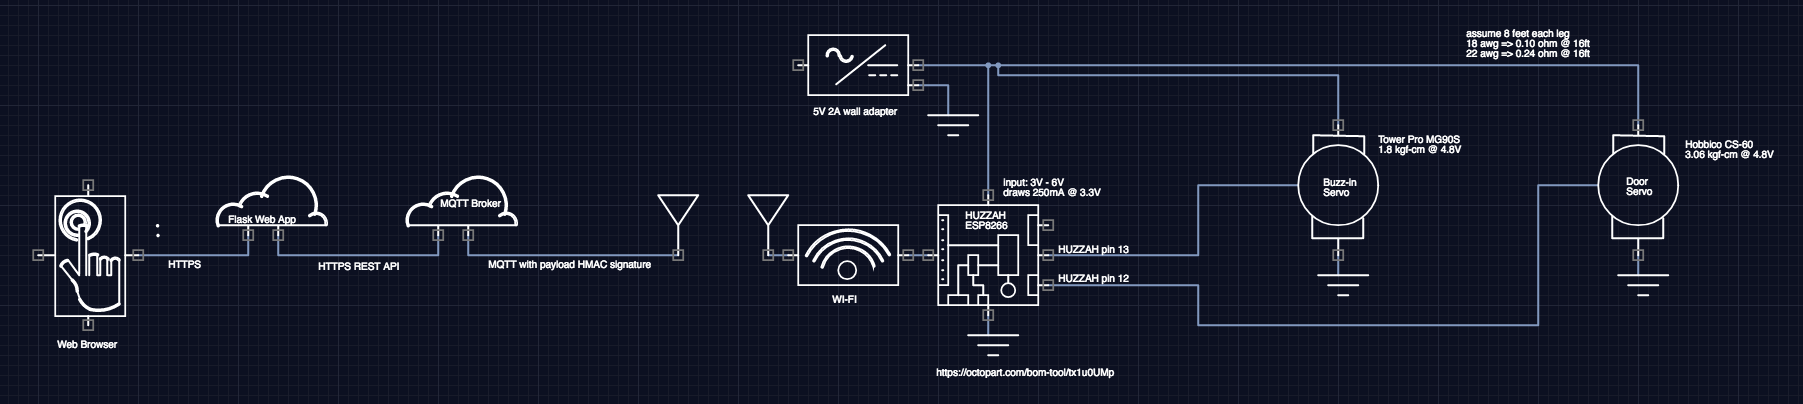 assume 8 feet each leg
18 awg => 0.10 ohm @ 16ft
22 awg => 0.24 ohm @ 16ft
5V 2A wall adapter
Tower Pro MG90S
1.8 kgf-cm @ 4.8V
Hobbico CS-60
3.06 kgf-cm @ 4.8V
input: 3V - 6V
draws 250mA @ 3.3V
Buzz-in
Servo
Door
Servo
Flask Web App
MQTT Broker
HUZZAH
ESP8266
:
HTTPS
HTTPS REST API
MQTT with payload HMAC signature
HUZZAH pin 13
HUZZAH pin 12
WI-FI
Web Browser
https://octopart.com/bom-tool/tx1u0UMp